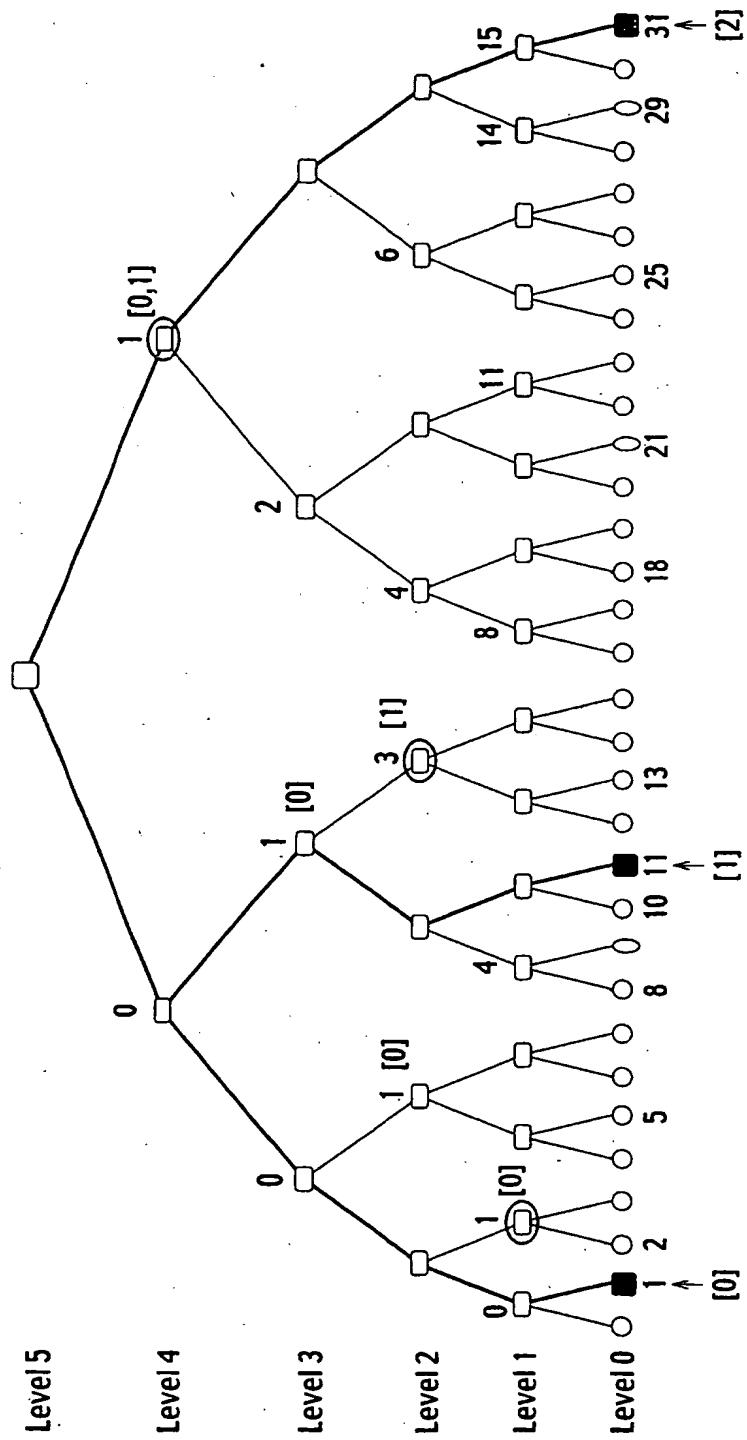 Level 5
Level 4 0 1 [0,1]
Level 3 0 1 [0] 2
Level 2 1 [0] 3 [1] 4 6
Level 1 0 1 [0] 4 8 11 14 15
Level 0
1 2 5 8 10 11 13 18 21 25 29 31
[0] [1] [2]